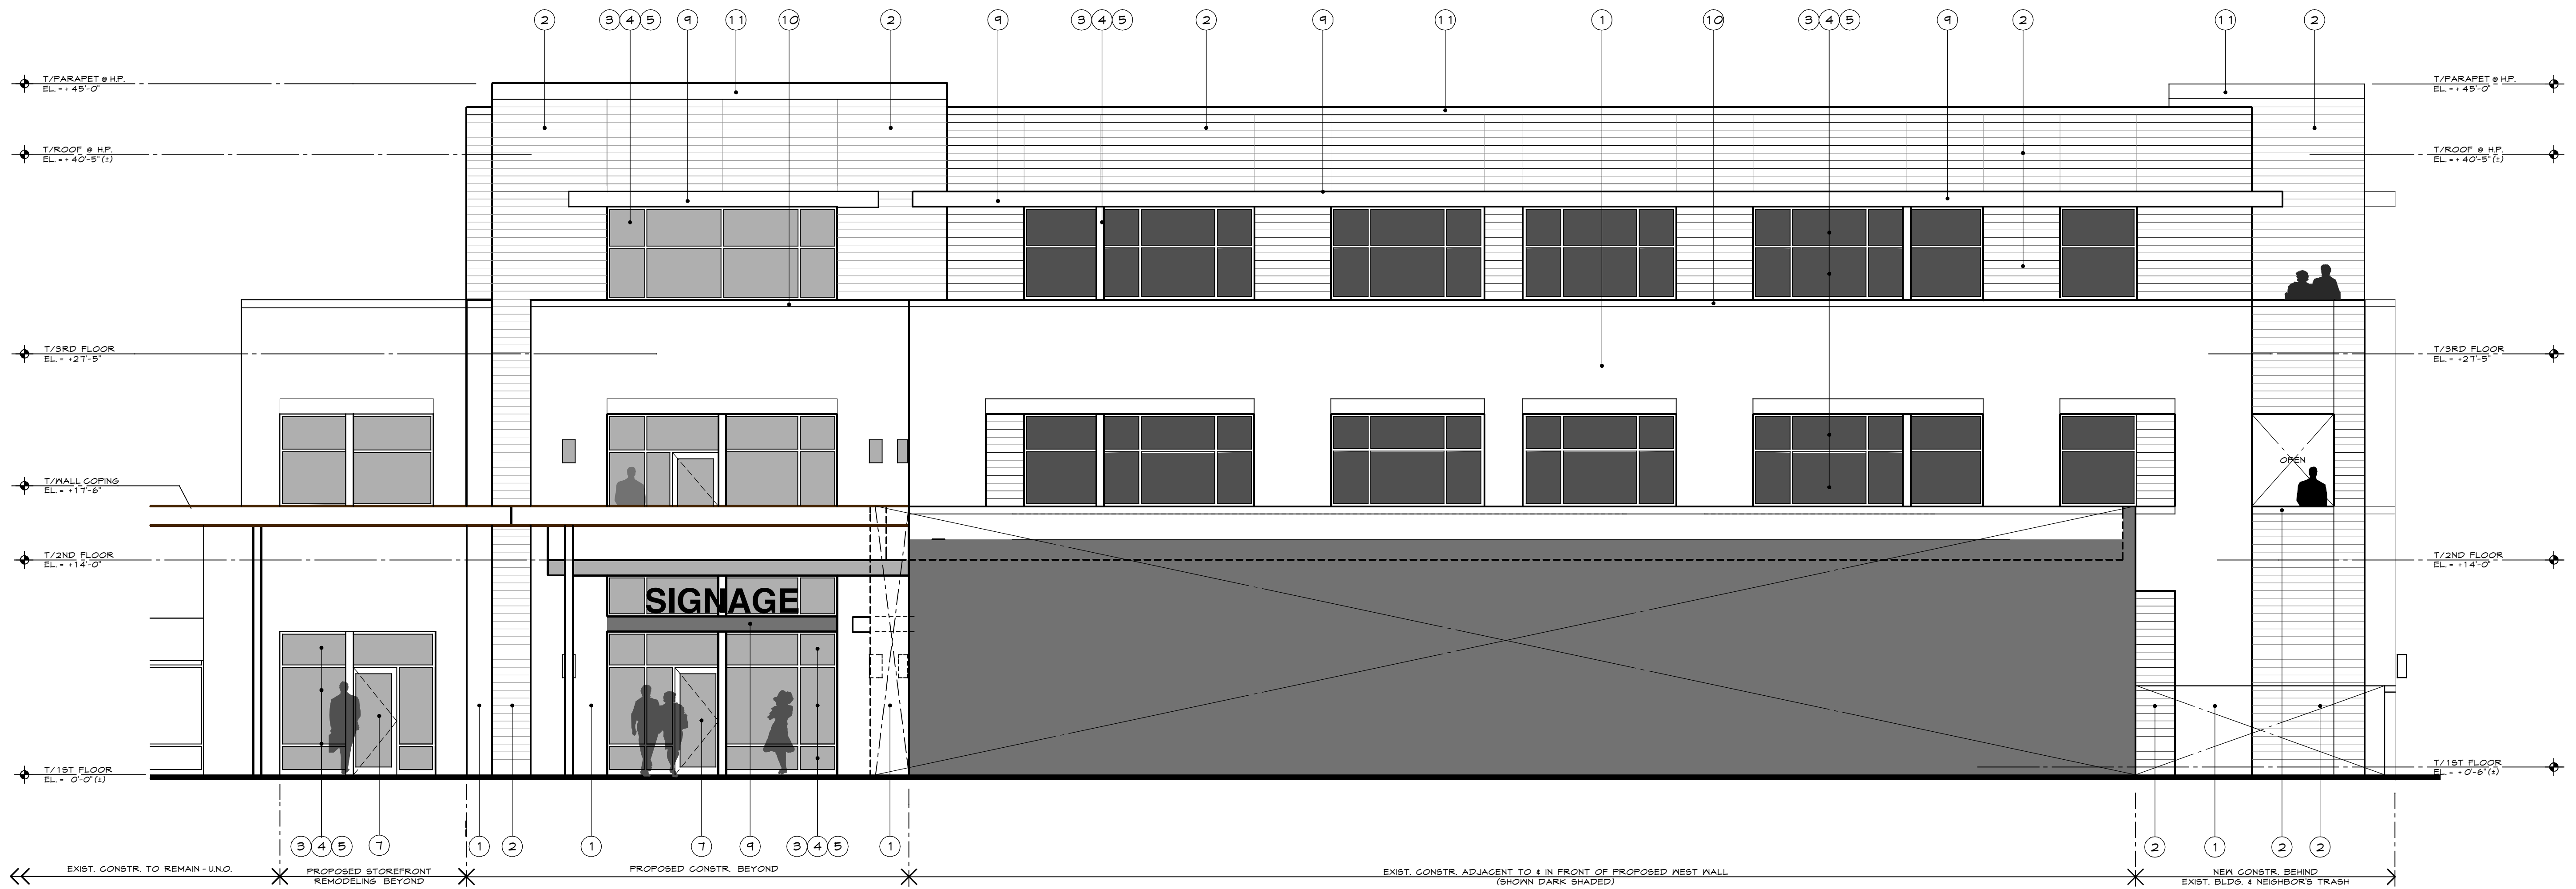 2 3 4 5 9 11 10 2 9 3 4 5 2 9 11 1 10 3 4 5 9 2 11 2
T/PARAPET @ H.P.
EL. = + 45'-0"
T/PARAPET @ H.P.
EL. = + 45'-0"
T/ROOF @ H.P.
EL. = + 40'-5" (±)
T/ROOF @ H.P.
EL. = + 40'-5" (±)
T/3RD FLOOR
EL. = +27'-5"
T/3RD FLOOR
EL. = +27'-5"
OPEN
T/WALL COPING
EL. = +17'-6"
T/2ND FLOOR
EL. = +14'-0"
T/2ND FLOOR
EL. = +14'-0"
SIGNAGE
T/1ST FLOOR
EL. = 0'-0" (±)
T/1ST FLOOR
EL. = +0'-6" (±)
3 4 5 7 1 2 1 7 9 3 4 5 1 2 1 2 2
EXIST. CONSTR. TO REMAIN - U.N.O.
PROPOSED STOREFRONT
REMODELING BEYOND
PROPOSED CONSTR. BEYOND
EXIST. CONSTR. ADJACENT TO & IN FRONT OF PROPOSED WEST WALL
(SHOWN DARK SHADED)
NEW CONSTR. BEHIND
EXIST. BLDG. & NEIGHBOR'S TRASH